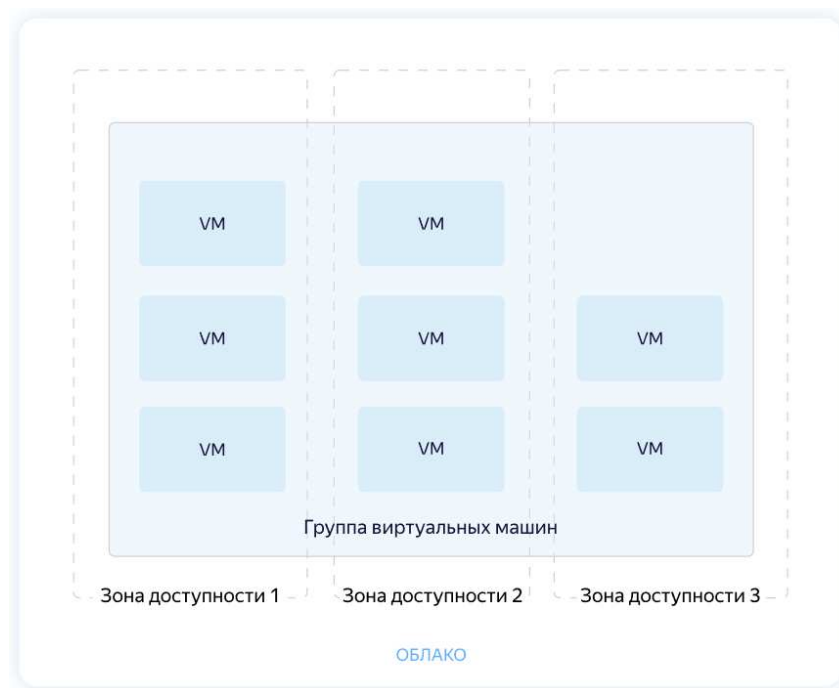 VM VM
VM VM VM
VM VM VM
Группа виртуальных машин
Зона доступности 1 Зона доступности 2 Зона доступности 3
ОБЛАКО